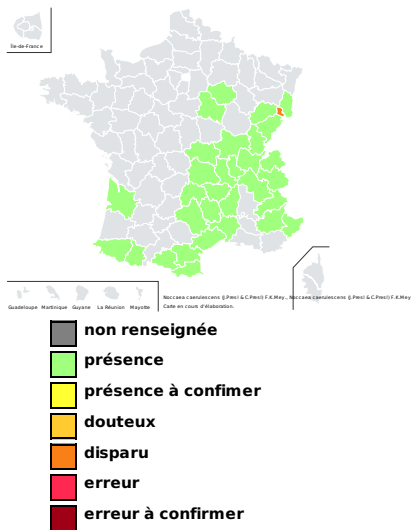 Île-de-France
Guadeloupe Martinique Guyane La Réunion Mayotte
Noccaea caerulescens (J.Presl & C.Presl) F.K.Mey., Noccaea caerulescens (J.Presl & C.Presl) F.K.Mey
Carte en cours d'élaboration.
non renseignée
présence
présence à confimer
douteux
disparu
erreur
erreur à confirmer